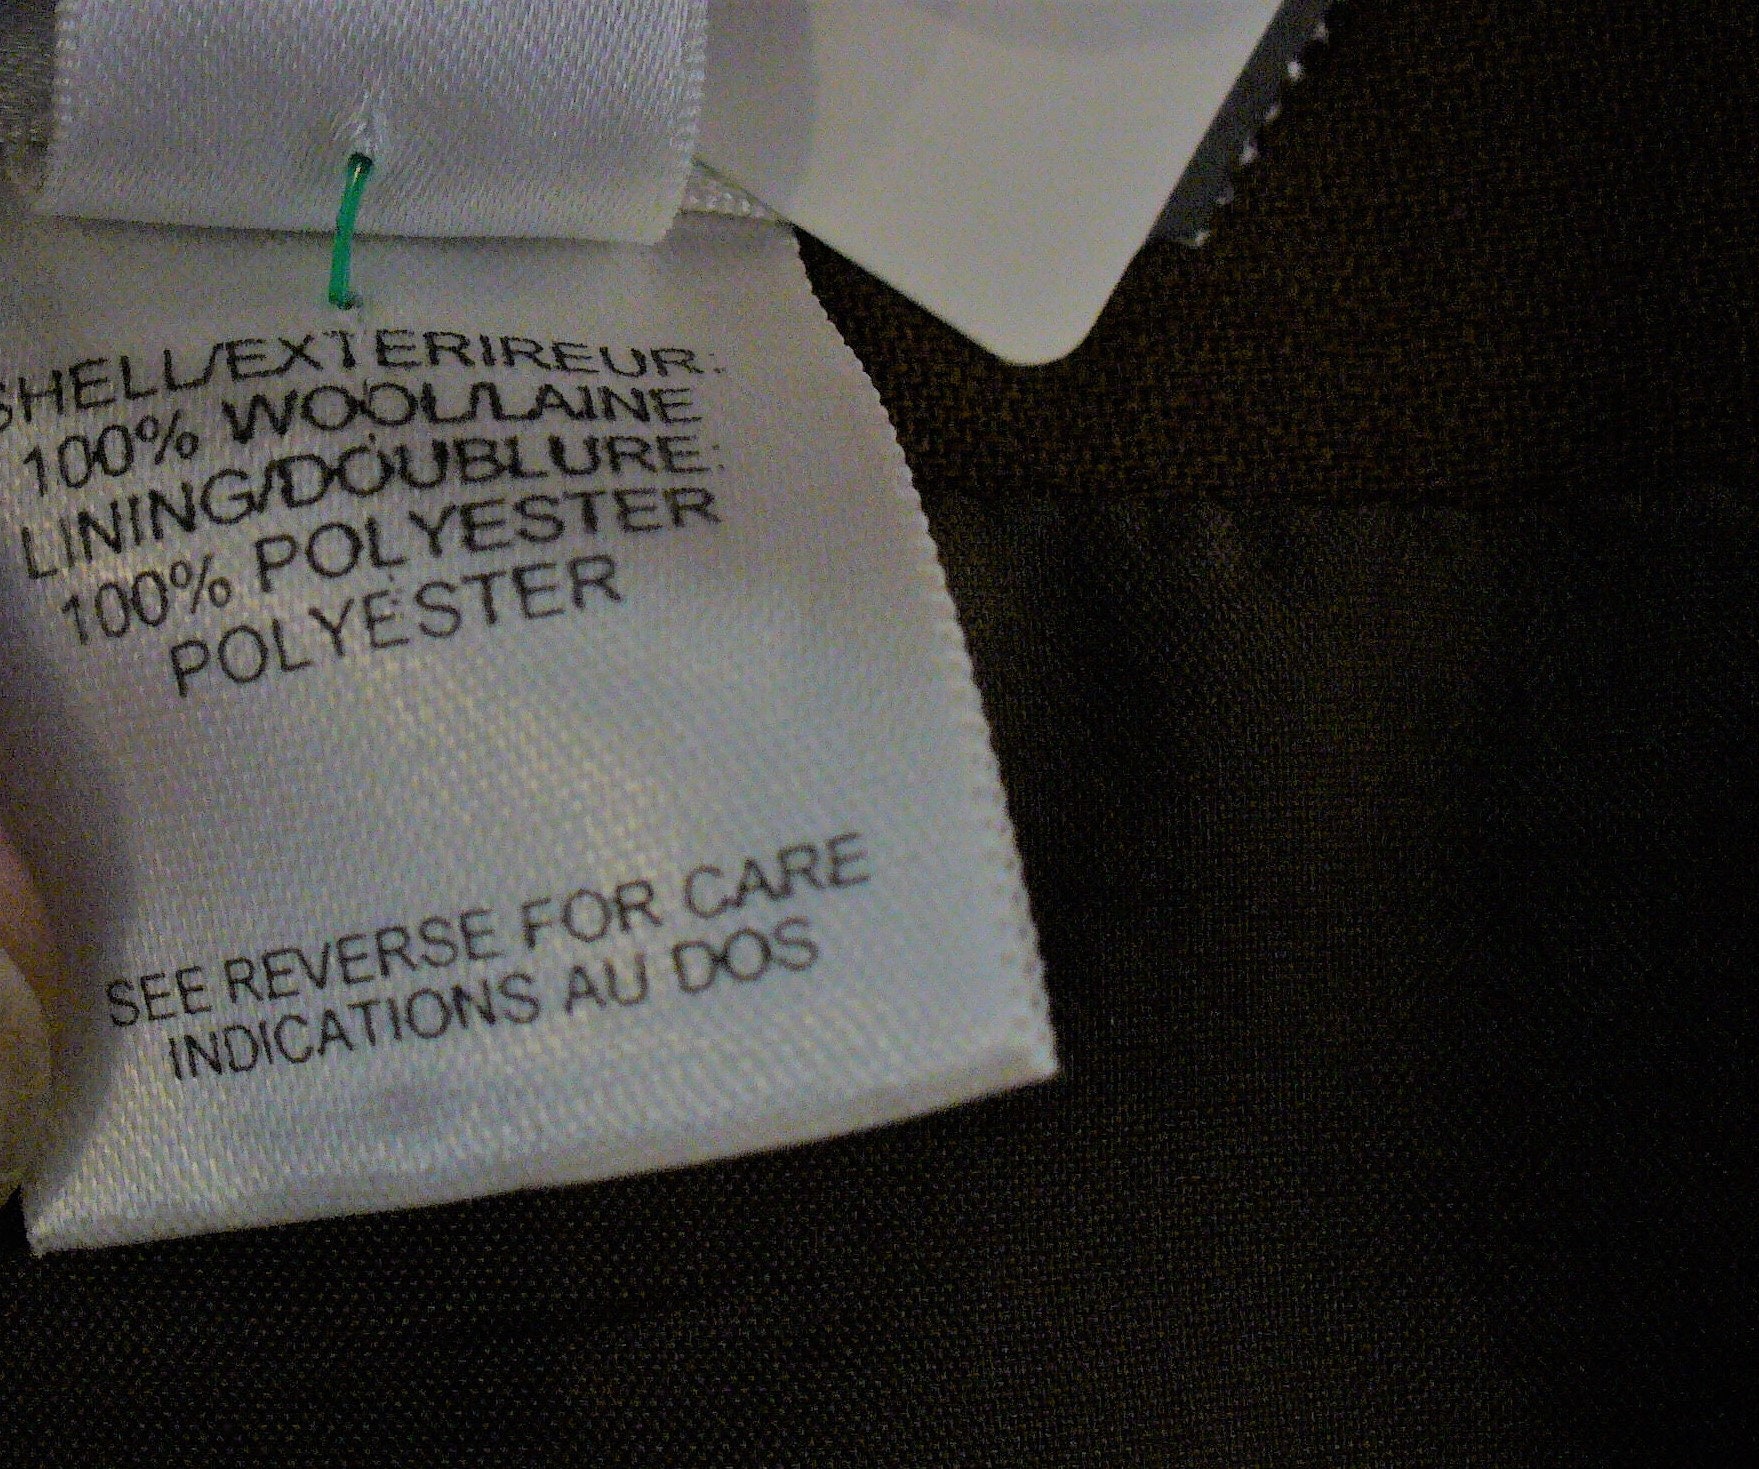 SHELL/EXTERIREUR:
100% WOOL/LAINE
LINING/DOUBLURE:
100% POLYESTER
POLYESTER
SEE REVERSE FOR CARE
INDICATIONS AU DOS